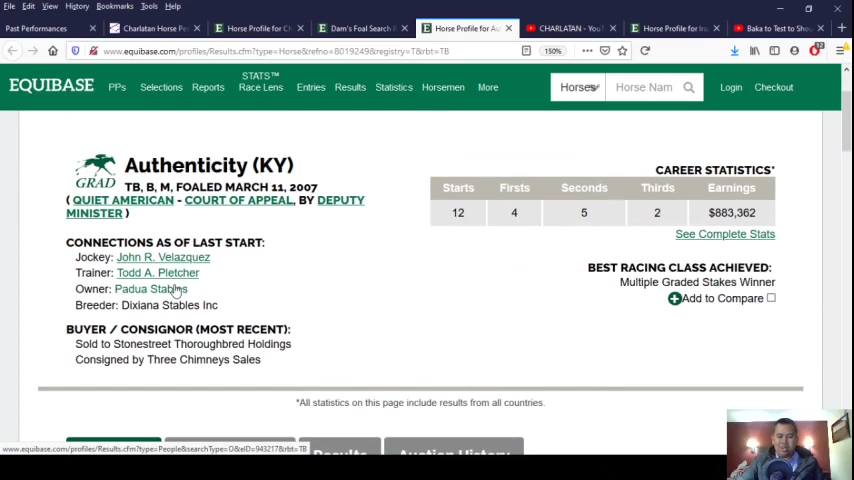 File Edit View History Bookmarks Tools Help
Past Performances
Charlatan Horse Pe
Horse Profile for Ch
Dam's Foal Search P
Horse Profile for Au
CHARLATAN - YouT
Horse Profile for In
Baka to Test to Sho
www.equibase.com/profiles/Results.cfm?type=Horse&refno=8019249&registry=T&rbt=TB
150%
EQUIBASE PPs Selections Reports STATS™ Race Lens Entries Results Statistics Horsemen More
Horses Horse Nam
Login Checkout
GRAD
Authenticity (KY)
TB, B, M, FOALED MARCH 11, 2007
( QUIET AMERICAN - COURT OF APPEAL, BY DEPUTY
MINISTER )
CONNECTIONS AS OF LAST START:
Jockey: John R. Velazquez
Trainer: Todd A. Pletcher
Owner: Padua Stables
Breeder: Dixiana Stables Inc
BUYER / CONSIGNOR (MOST RECENT):
Sold to Stonestreet Thoroughbred Holdings
Consigned by Three Chimneys Sales
CAREER STATISTICS*
Starts Firsts Seconds Thirds Earnings
12 4 5 2 $883,362
See Complete Stats
BEST RACING CLASS ACHIEVED:
Multiple Graded Stakes Winner
Add to Compare
*All statistics on this page include results from all countries.
Results
Auction History
www.equibase.com/profiles/Results.cfm?type=People&searchType=O&eID=943217&rbt=TB